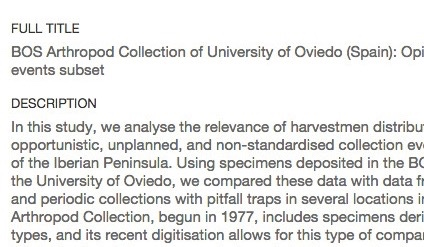 FULL TITLE
BOS Arthropod Collection of University of Oviedo (Spain): Opi
events subset
DESCRIPTION
In this study, we analyse the relevance of harvestmen distribu
opportunistic, unplanned, and non-standardised collection eve
of the Iberian Peninsula. Using specimens deposited in the BO
the University of Oviedo, we compared these data with data fr
and periodic collections with pitfall traps in several locations i
Arthropod Collection, begun in 1977, includes specimens deri
types, and its recent digitisation allows for this type of compar